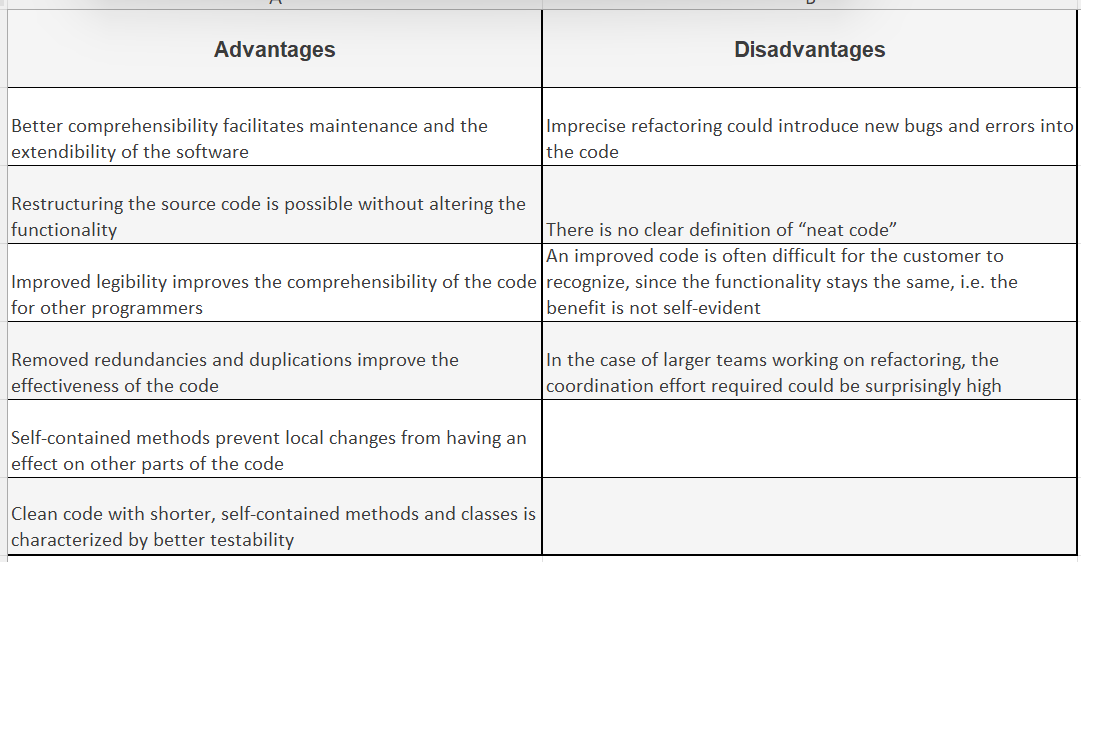 Advantages
Disadvantages
Better comprehensibility facilitates maintenance and the
extendibility of the software
Imprecise refactoring could introduce new bugs and errors into
the code
Restructuring the source code is possible without altering the
functionality
There is no clear definition of “neat code”
Improved legibility improves the comprehensibility of the code
for other programmers
An improved code is often difficult for the customer to
recognize, since the functionality stays the same, i.e. the
benefit is not self-evident
Removed redundancies and duplications improve the
effectiveness of the code
In the case of larger teams working on refactoring, the
coordination effort required could be surprisingly high
Self-contained methods prevent local changes from having an
effect on other parts of the code
Clean code with shorter, self-contained methods and classes is
characterized by better testability